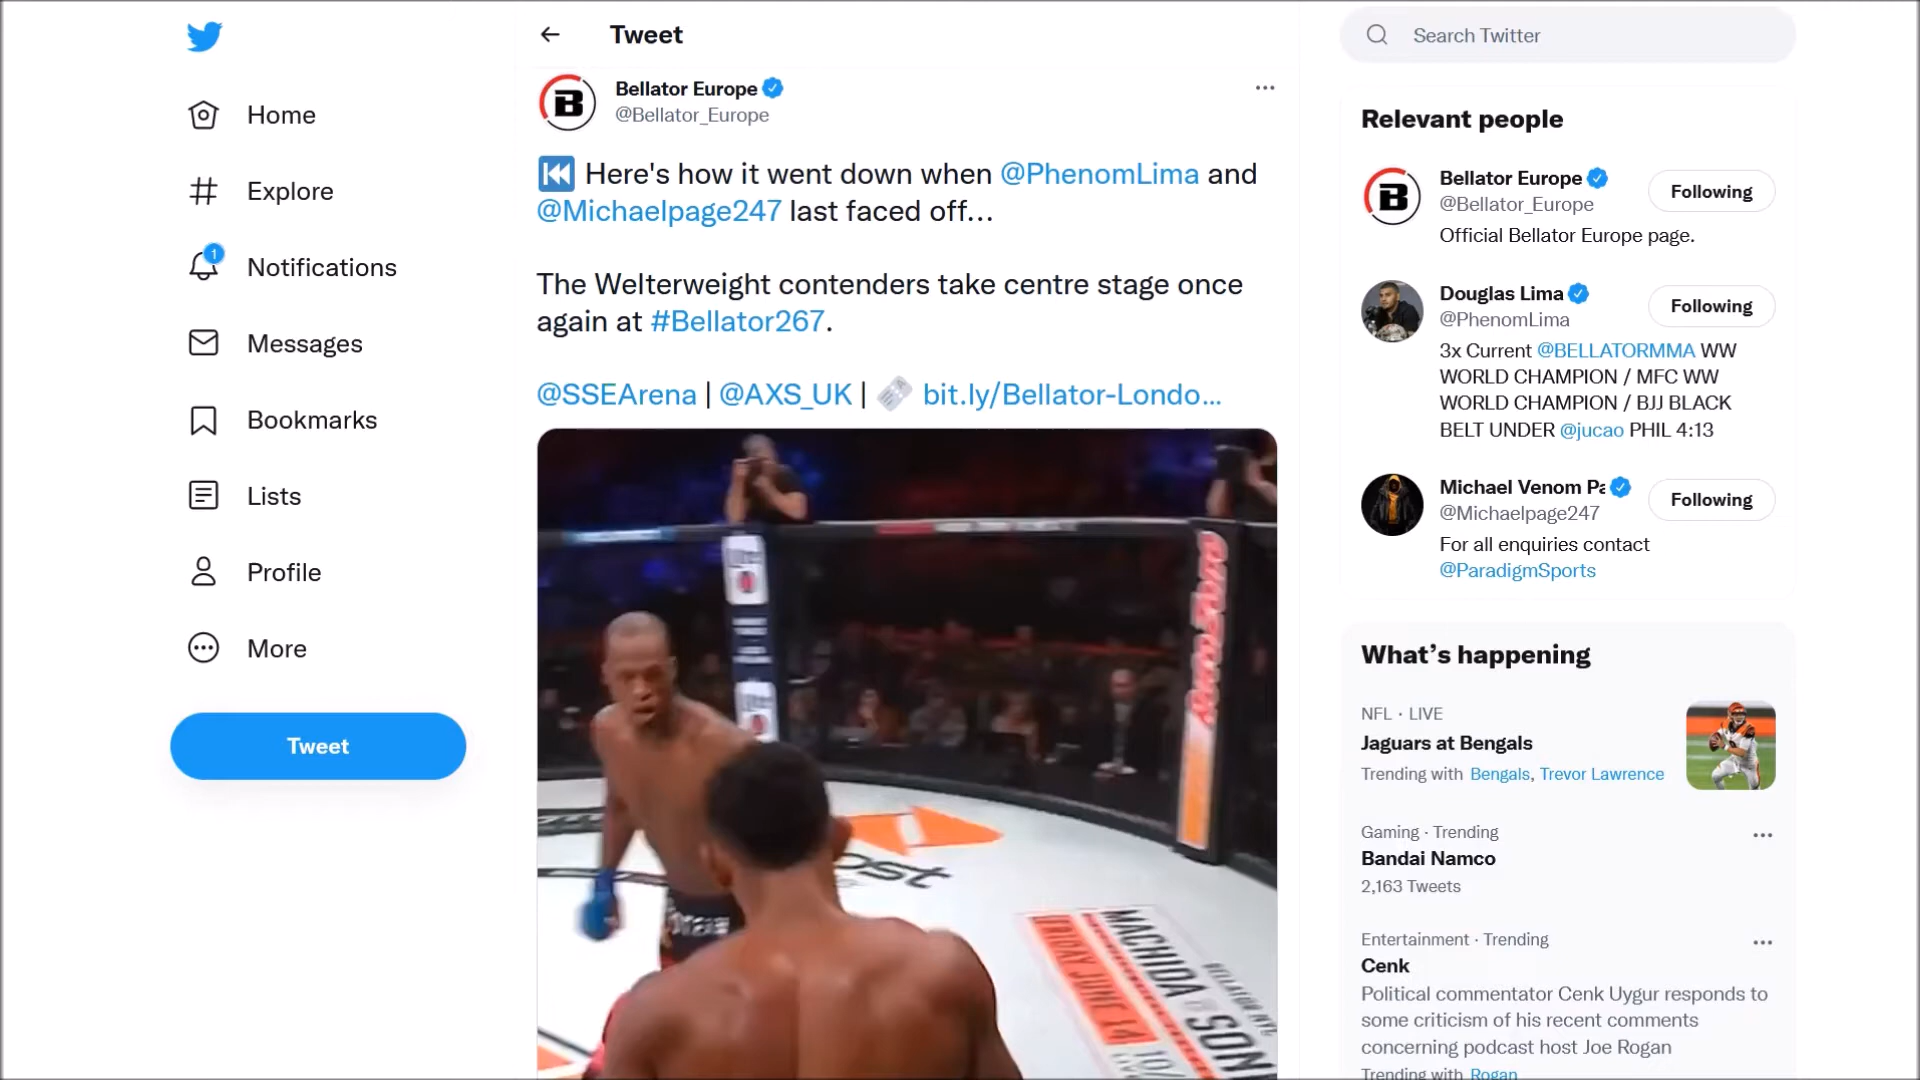 Home
Explore
1
Notifications
Messages
Bookmarks
Lists
Profile
More
Tweet
Tweet
B
Bellator Europe
@Bellator_Europe
Here's how it went down when @PhenomLima and
@Michaelpage247 last faced off...
The Welterweight contenders take centre stage once
again at #Bellator267.
@SSEArena | @AXS_UK | bit.ly/Bellator-Londo...
MACHIDA
FRIDAY JUNE 14
Search Twitter
Relevant people
B
Bellator Europe
@Bellator_Europe
Following
Official Bellator Europe page.
Douglas Lima
@PhenomLima
Following
3x Current @BELLATORMMA WW
WORLD CHAMPION / MFC WW
WORLD CHAMPION / BJJ BLACK
BELT UNDER @jucao PHIL 4:13
Michael Venom Pa
@Michaelpage247
Following
For all enquiries contact
@ParadigmSports
What's happening
NFL · LIVE
Jaguars at Bengals
Trending with Bengals, Trevor Lawrence
Gaming · Trending
Bandai Namco
2,163 Tweets
Entertainment · Trending
Cenk
Political commentator Cenk Uygur responds to
some criticism of his recent comments
concerning podcast host Joe Rogan
Trending with Rogan